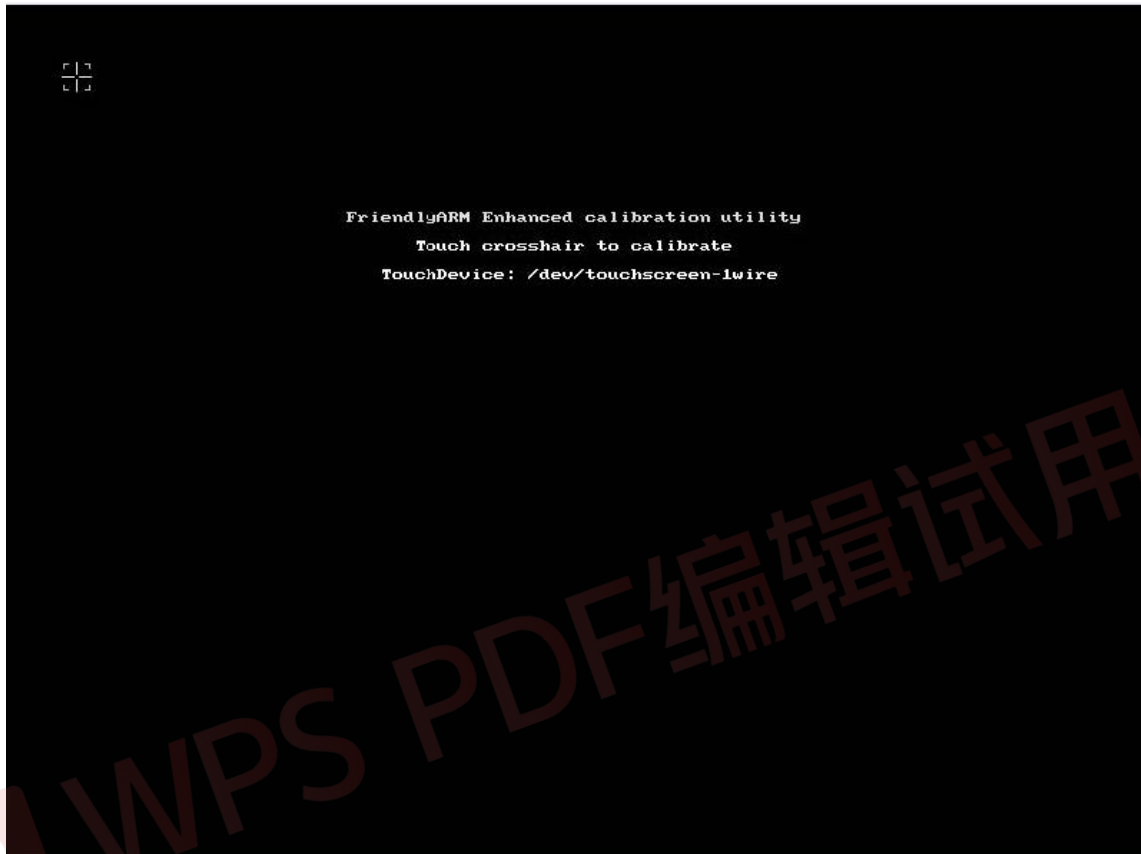 FriendlyARM Enhanced calibration utility
Touch crosshair to calibrate
TouchDevice: /dev/touchscreen-1wire
WPS PDF编辑试用